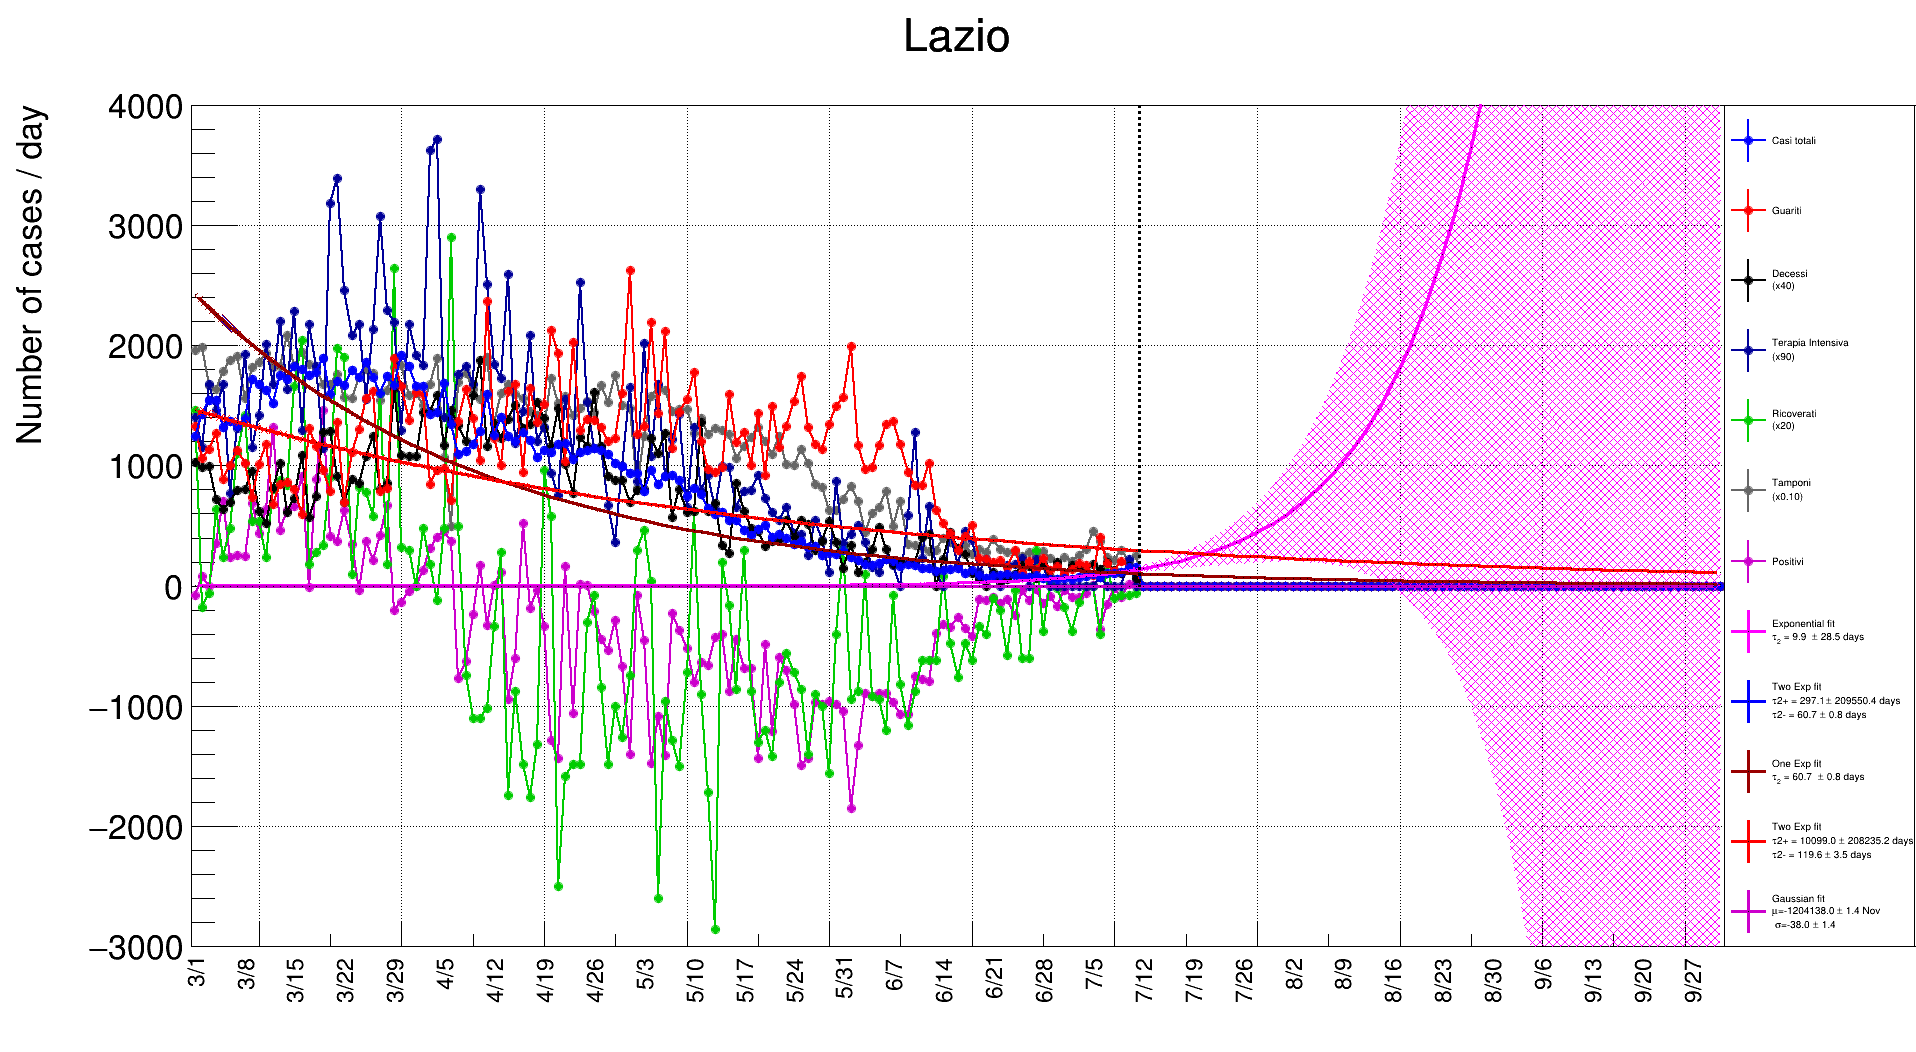 Lazio
Number of cases / day
4000
3000
2000
1000
0
−1000
−2000
−3000
3/1
3/8
3/15
3/22
3/29
4/5
4/12
4/19
4/26
5/3
5/10
5/17
5/24
5/31
6/7
6/14
6/21
6/28
7/5
7/12
7/19
7/26
8/2
8/9
8/16
8/23
8/30
9/6
9/13
9/20
9/27
Casi totali
Guariti
Decessi
(x40)
Terapia Intensiva
(x90)
Ricoverati
(x20)
Tamponi
(x0.10)
Positivi
Exponential fit
τ2 = 9.9 ± 28.5 days
Two Exp fit
τ2+ = 297.1± 209550.4 days
τ2- = 60.7 ± 0.8 days
One Exp fit
τ2 = 60.7 ± 0.8 days
Two Exp fit
τ2+ = 10099.0 ± 208235.2 days
τ2- = 119.6 ± 3.5 days
Gaussian fit
μ=-1204138.0 ± 1.4 Nov
σ=-38.0 ± 1.4